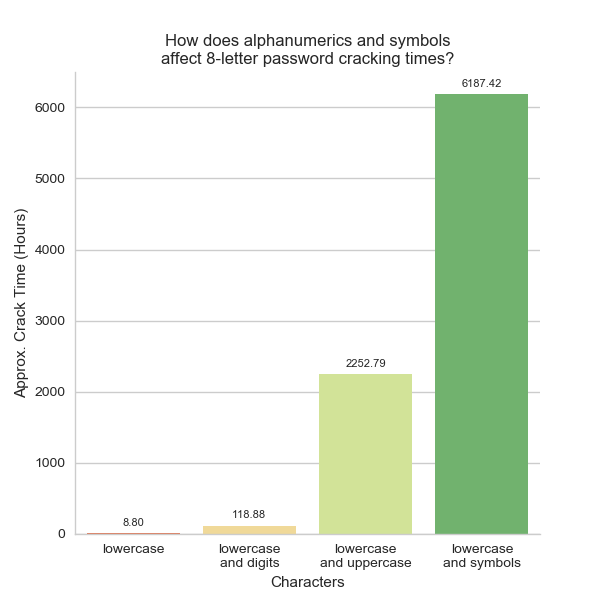 How does alphanumerics and symbols
affect 8-letter password cracking times?
6187.42
6000
5000
4000
3000
2252.79
2000
1000
118.88
8.80
0
Approx. Crack Time (Hours)
lowercase
lowercase
and digits
lowercase
and uppercase
lowercase
and symbols
Characters